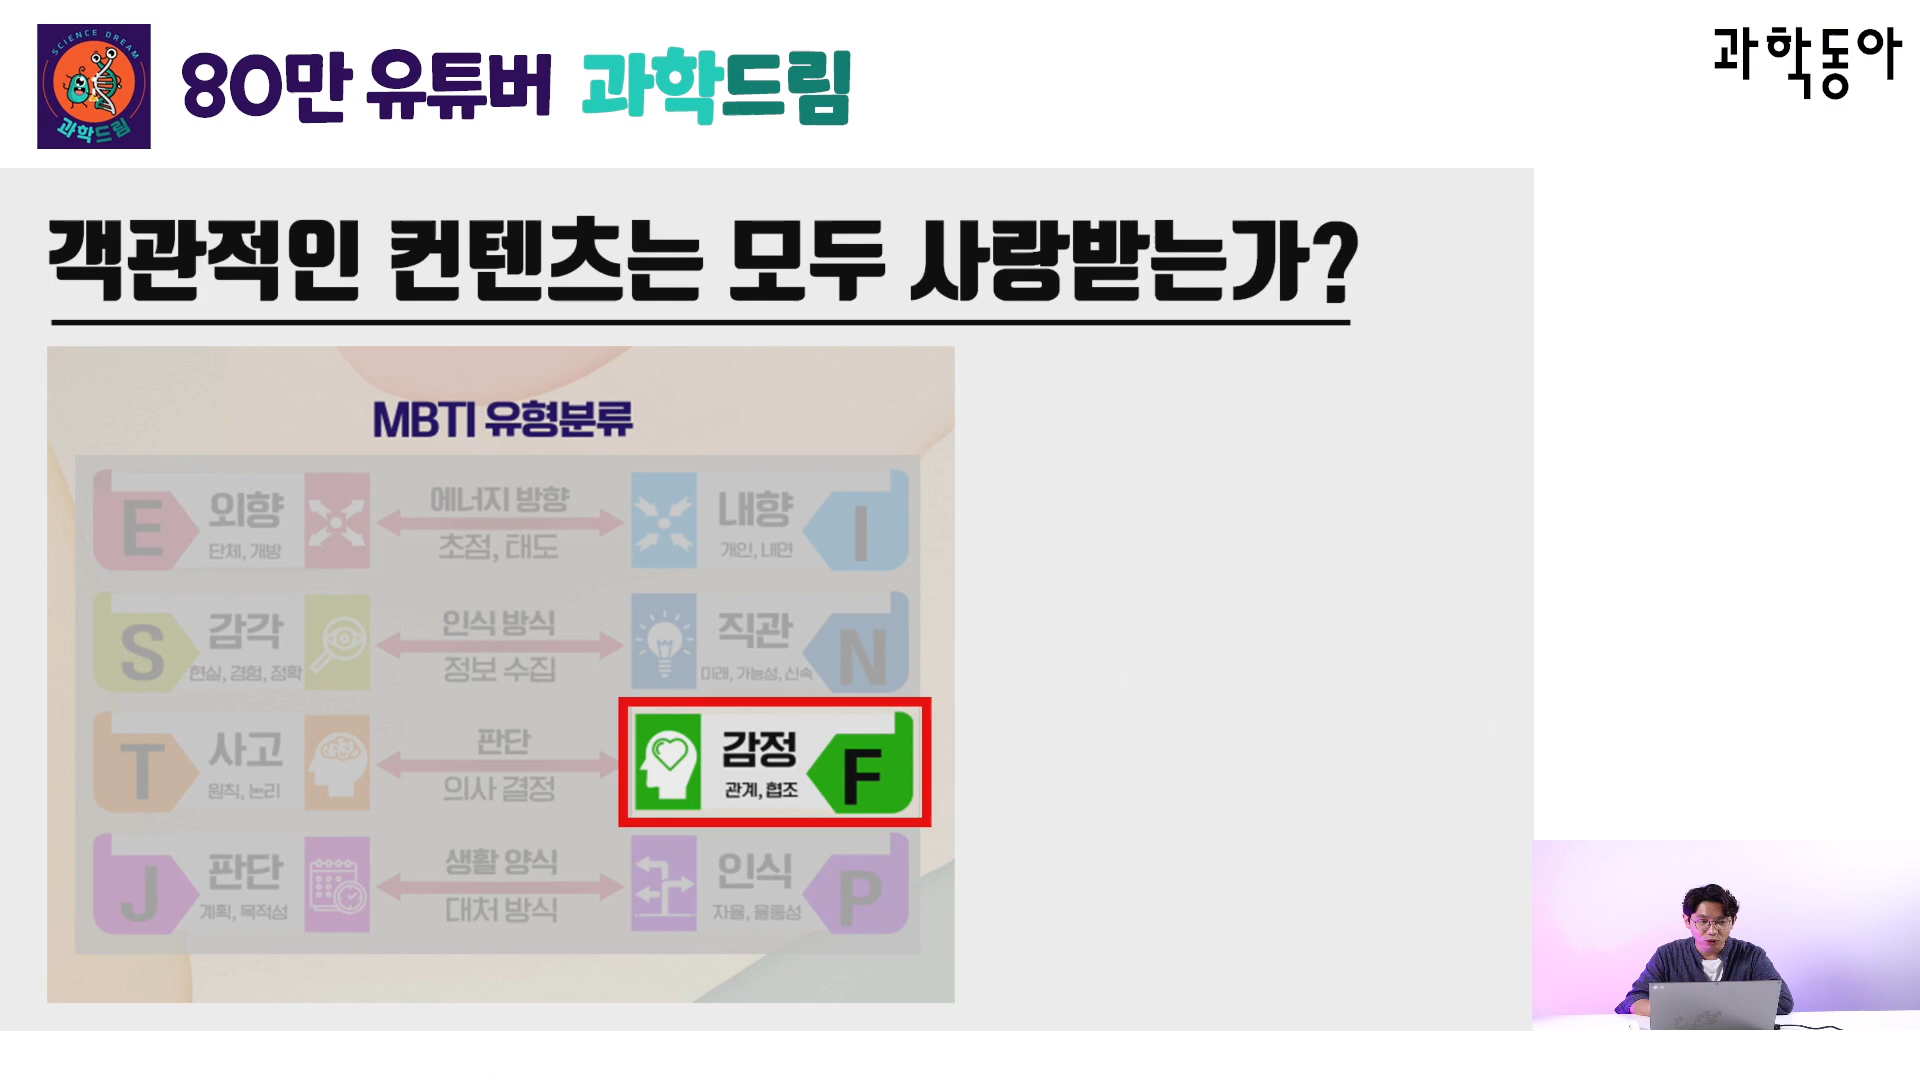 SCIENCE DREAM
과학드림
80만 유튜버 과학드림
과학동아
객관적인 컨텐츠는 모두 사랑받는가?
MBTI 유형분류
E 외향 에너지 방향 내향 I
단체, 개방 초점, 태도 개인, 내면
S 감각 인식 방식 직관 N
현실, 경험, 정확 정보 수집 미래, 가능성, 신속
T 사고 판단 감정 F
원칙, 논리 의사 결정 관계, 협조
J 판단 생활 양식 인식 P
계획, 목적성 대처 방식 자율, 융통성